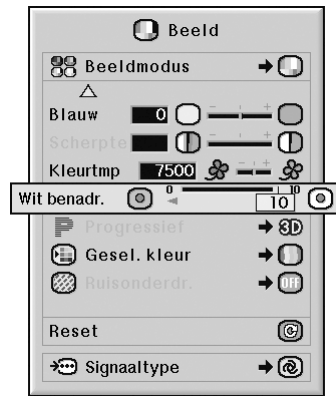 Beeld
Beeldmodus
Blauw 0 - +
Scherpte
Kleurtmp 7500 - +
Wit benadr. 0 10
10
P Progressief 3D
Gesel. kleur
Ruisonderdr. OFF
Reset
Signaaltype